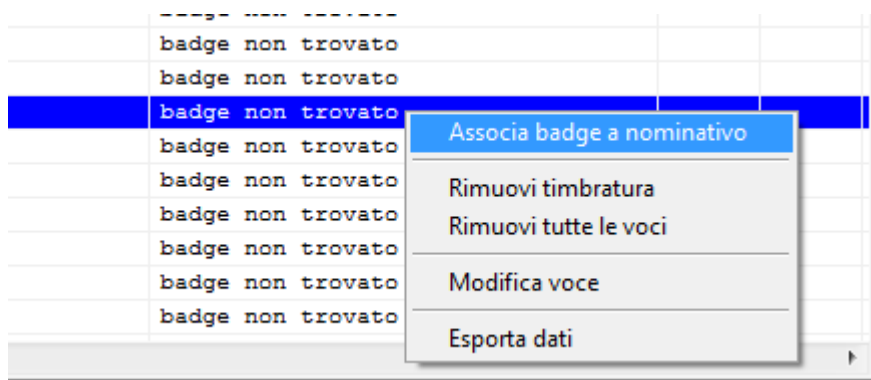 badge non trovato
badge non trovato
badge non trovato
badge non trovato
badge non trovato
badge non trovato
badge non trovato
badge non trovato
badge non trovato
Associa badge a nominativo
Rimuovi timbratura
Rimuovi tutte le voci
Modifica voce
Esporta dati